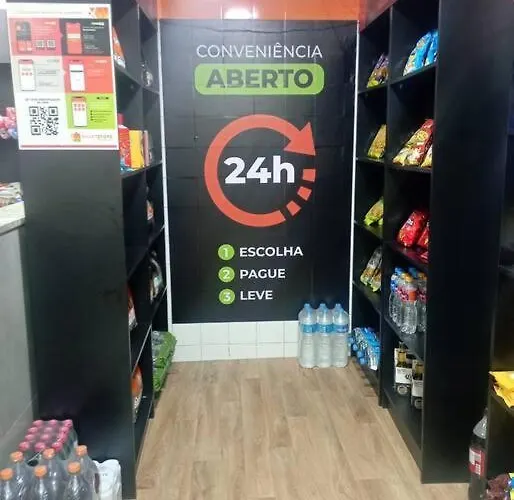 CONVENIÊNCIA
ABERTO
24h
1 ESCOLHA
2 PAGUE
3 LEVE